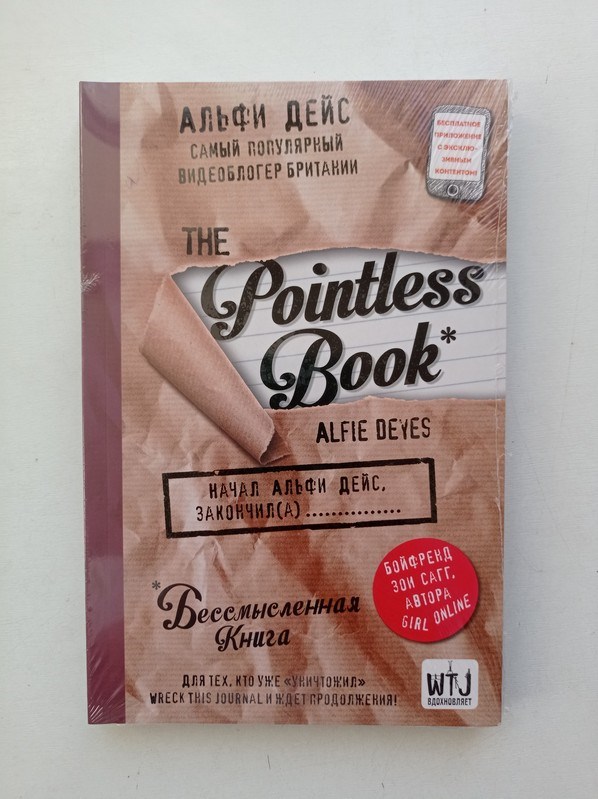 АЛЬФИ ДЕЙС
САМЫЙ ПОПУЛЯРНЫЙ
ВИДЕОБЛОГЕР БРИТАНИИ
БЕСПЛАТНОЕ
ПРИЛОЖЕНИЕ
С ЭКСКЛЮ-
ЗИВНЫМ
КОНТЕНТОМ!
THE
Pointless
Book*
ALFIE DEYES
НАЧАЛ АЛЬФИ ДЕЙС,
ЗАКОНЧИЛ(А) ................
БОЙФРЕНД
ЗОИ САГГ,
АВТОРА
GIRL ONLINE
*Бессмысленная
Книга
ДЛЯ ТЕХ, КТО УЖЕ «УНИЧТОЖИЛ»
WRECK THIS JOURNAL И ЖДЕТ ПРОДОЛЖЕНИЯ!
WTJ
ВДОХНОВЛЯЕТ